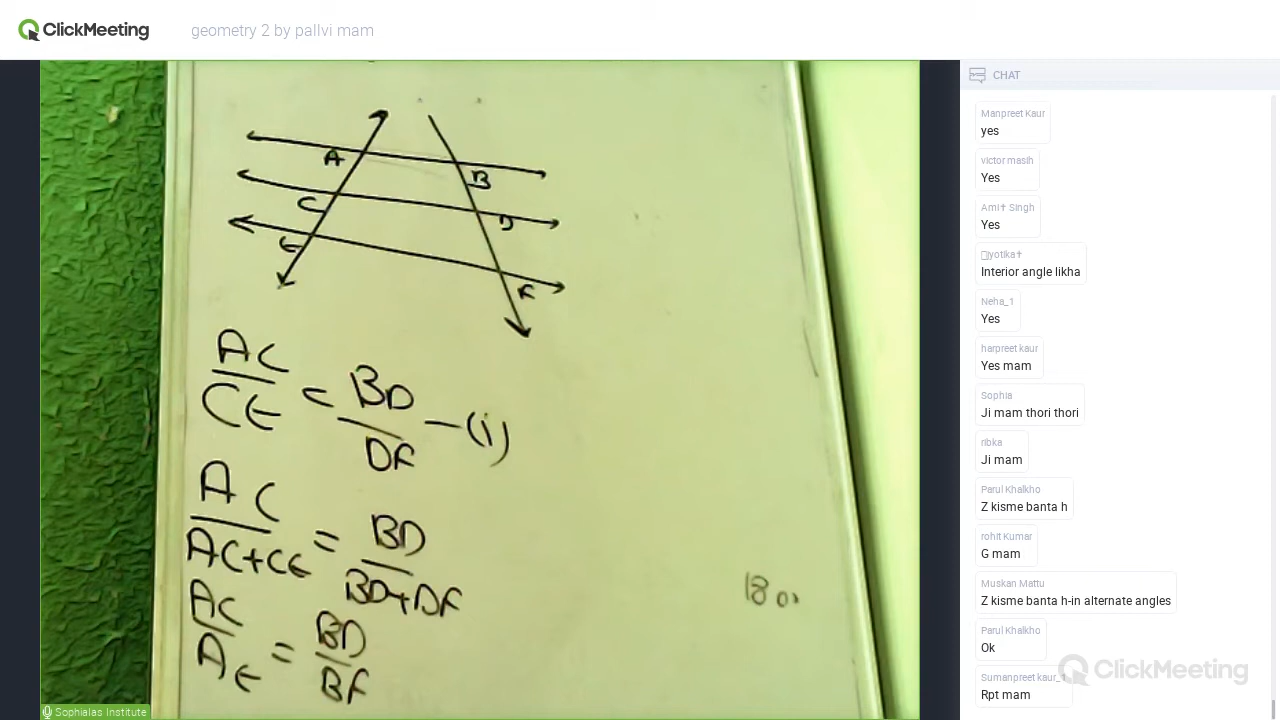 ClickMeeting
geometry 2 by pallvi mam
A
B
C
D
E
F
AC
CE
= BD
DF
-(i)
AC
AC+CE
= BD
BD+DF
AC
AE
= BD
BF
180
Sophialas Institute
CHAT
Manpreet Kaur
yes
victor masih
Yes
Ami✝ Singh
Yes
yotika✝
Interior angle likha
Neha_1
Yes
harpreet kaur
Yes mam
Sophia
Ji mam thori thori
ribka
Ji mam
Parul Khalkho
Z kisme banta h
rohit Kumar
G mam
Muskan Mattu
Z kisme banta h-in alternate angles
Parul Khalkho
Ok
Sumanpreet kaur_1
Rpt mam
ClickMeeting